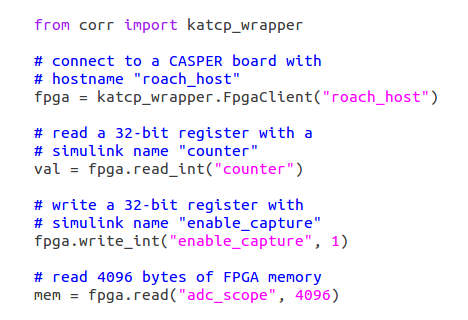 from corr import katcp_wrapper
# connect to a CASPER board with
# hostname "roach_host"
fpga = katcp_wrapper.FpgaClient("roach_host")
# read a 32-bit register with a
# simulink name "counter"
val = fpga.read_int("counter")
# write a 32-bit register with
# simulink name "enable_capture"
fpga.write_int("enable_capture", 1)
# read 4096 bytes of FPGA memory
mem = fpga.read("adc_scope", 4096)